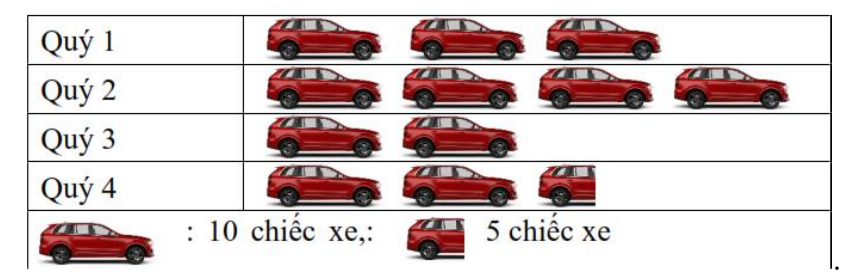 Quý 1
Quý 2
Quý 3
Quý 4
: 10 chiếc xe,: 5 chiếc xe
.